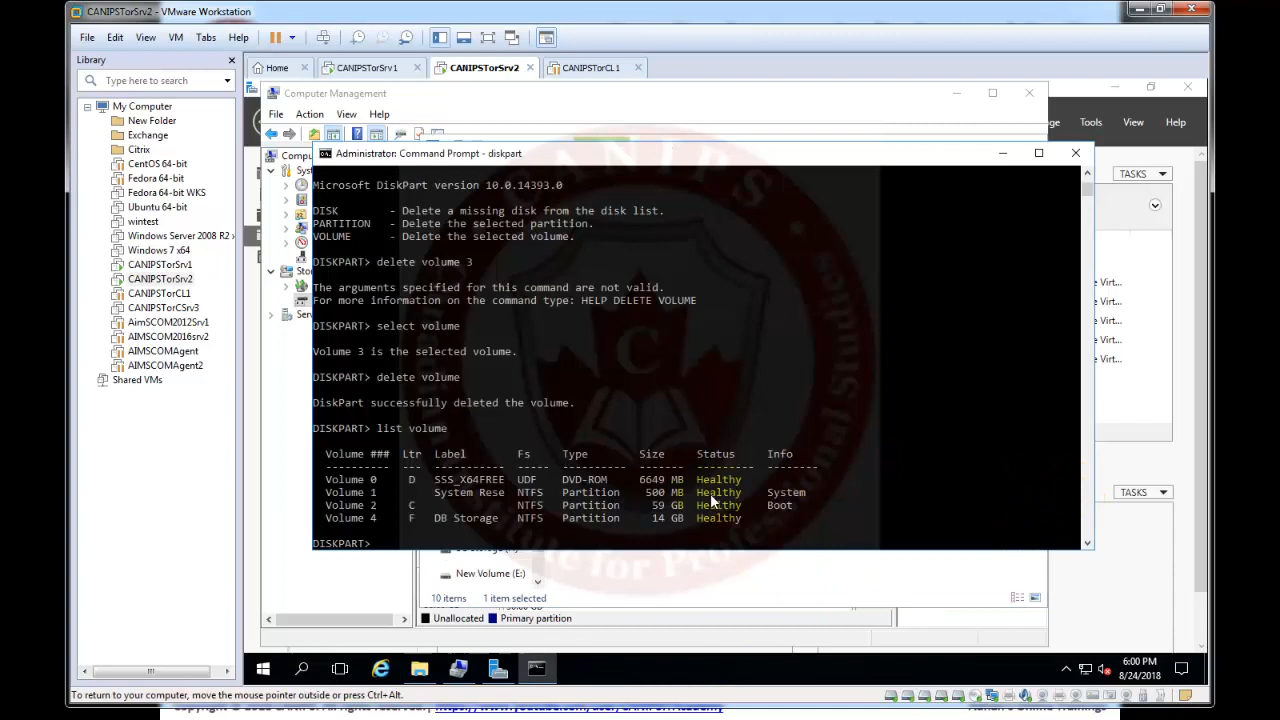 CANIPSTorSrv2 - VMware Workstation
File Edit View VM Tabs Help
Library
Type here to search
Home CANIPSTorSrv1 CANIPSTorSrv2 CANIPSTorCL1
My Computer
New Folder
Exchange
Citrix
CentOS 64-bit
Fedora 64-bit
Fedora 64-bit WKS
Ubuntu 64-bit
wintest
Windows Server 2008 R2 x
Windows 7 x64
CANIPSTorSrv1
CANIPSTorSrv2
CANIPSTorCL1
CANIPSTorCSrv3
AimSCOM2012Srv1
AIMSCOM2016srv2
AIMSCOMAgent
AIMSCOMAgent2
Shared VMs
Computer Management
File Action View Help
Tools View Help
Administrator: Command Prompt - diskpart
Microsoft DiskPart version 10.0.14393.0
DISK - Delete a missing disk from the disk list.
PARTITION - Delete the selected partition.
VOLUME - Delete the selected volume.
DISKPART> delete volume 3
The arguments specified for this command are not valid.
For more information on the command type: HELP DELETE VOLUME
DISKPART> select volume
Volume 3 is the selected volume.
DISKPART> delete volume
DiskPart successfully deleted the volume.
DISKPART> list volume
Volume ### Ltr Label Fs Type Size Status Info
---------- --- ----------- ----- ---------- ------- --------- --------
Volume 0 D SSS_X64FREE UDF DVD-ROM 6649 MB Healthy
Volume 1 System Rese NTFS Partition 500 MB Healthy System
Volume 2 C NTFS Partition 59 GB Healthy Boot
Volume 4 F DB Storage NTFS Partition 14 GB Healthy
DISKPART>
TASKS
e Virt...
e Virt...
e Virt...
e Virt...
TASKS
New Volume (E:)
10 items 1 item selected
Unallocated Primary partition
6:00 PM
8/24/2018
To return to your computer, move the mouse pointer outside or press Ctrl+Alt.